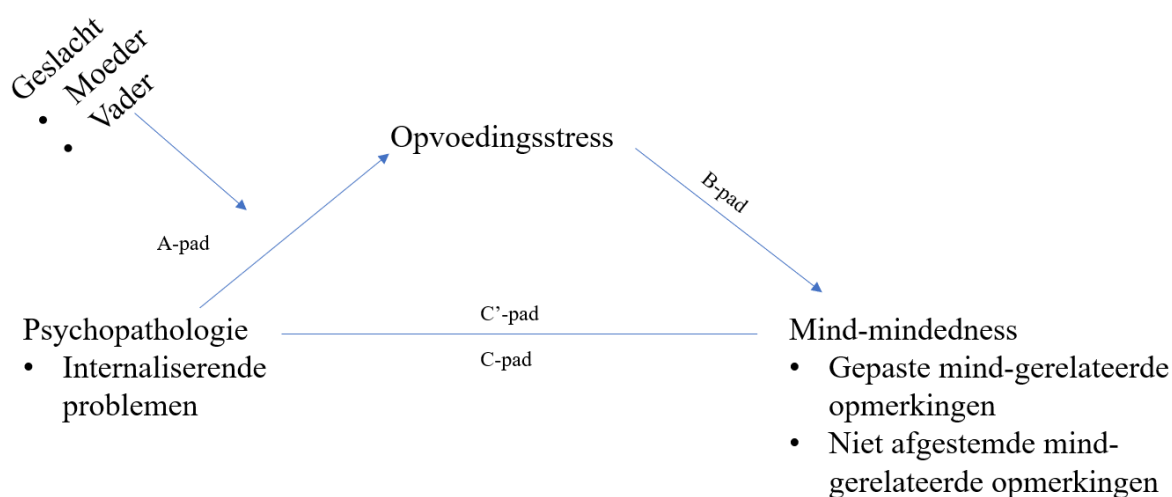 Geslacht
• Moeder
• Vader
Opvoedingsstress
B-pad
A-pad
Psychopathologie
• Internaliserende
problemen
C’-pad
C-pad
Mind-mindedness
• Gepaste mind-gerelateerde
opmerkingen
• Niet afgestemde mind-
gerelateerde opmerkingen